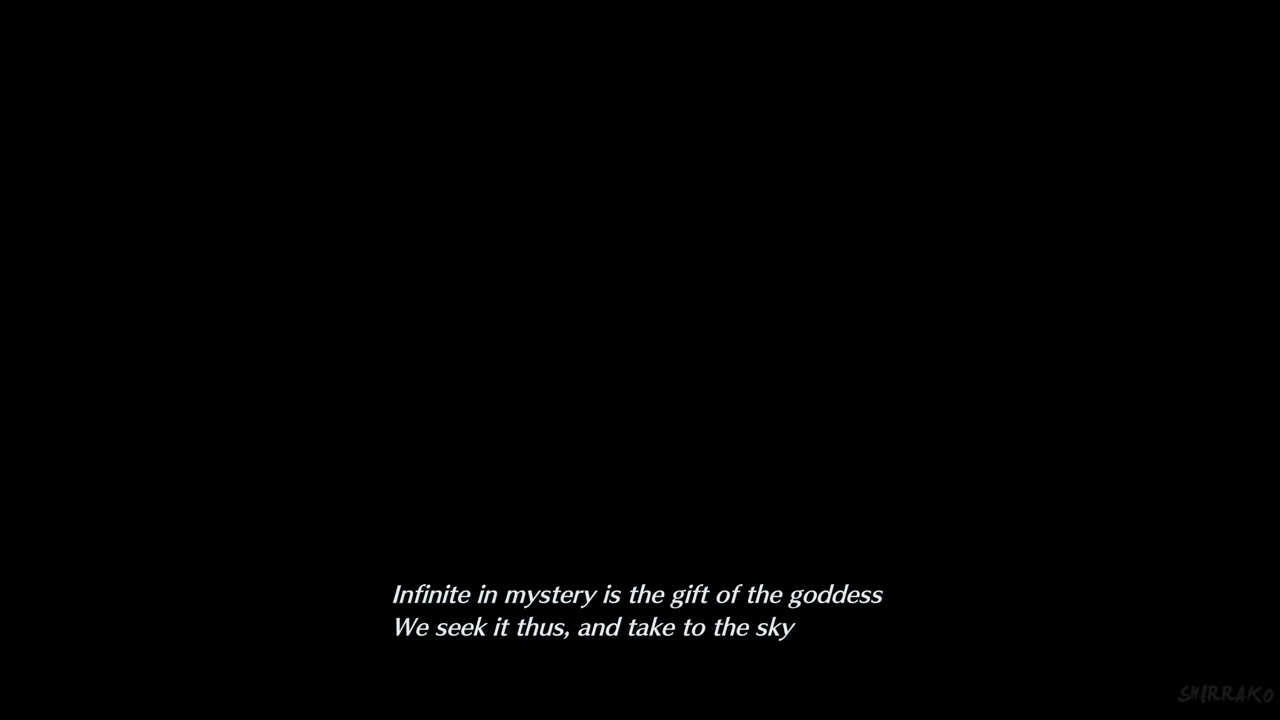 Infinite in mystery is the gift of the goddess
We seek it thus, and take to the sky
SHIRRAKO